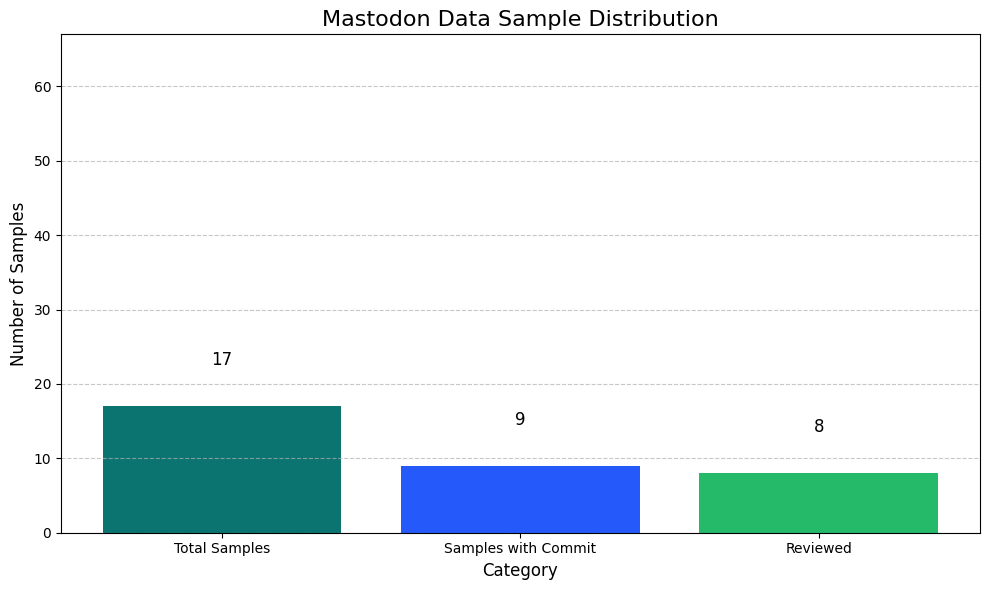 Mastodon Data Sample Distribution
Number of Samples
60
50
40
30
20
10
0
17
9
8
Total Samples
Samples with Commit
Reviewed
Category